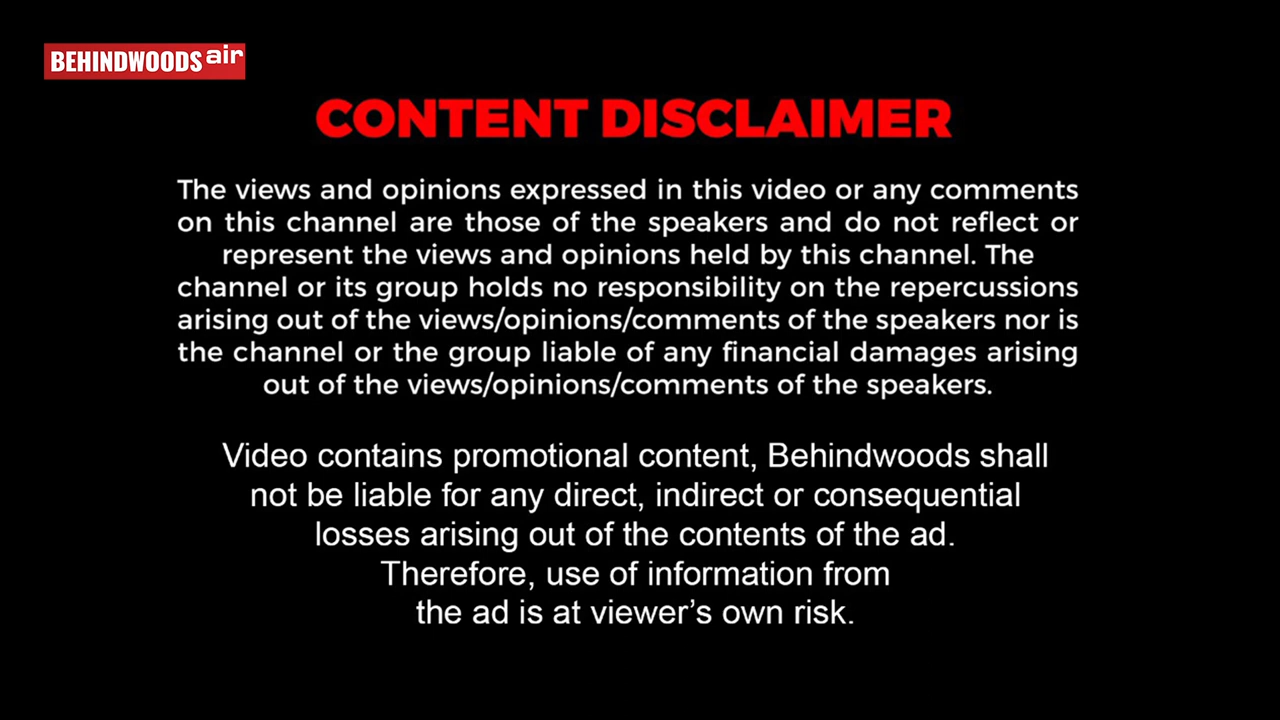 BEHINDWOODS air
CONTENT DISCLAIMER
The views and opinions expressed in this video or any comments
on this channel are those of the speakers and do not reflect or
represent the views and opinions held by this channel. The
channel or its group holds no responsibility on the repercussions
arising out of the views/opinions/comments of the speakers nor is
the channel or the group liable of any financial damages arising
out of the views/opinions/comments of the speakers.
Video contains promotional content, Behindwoods shall
not be liable for any direct, indirect or consequential
losses arising out of the contents of the ad.
Therefore, use of information from
the ad is at viewer’s own risk.